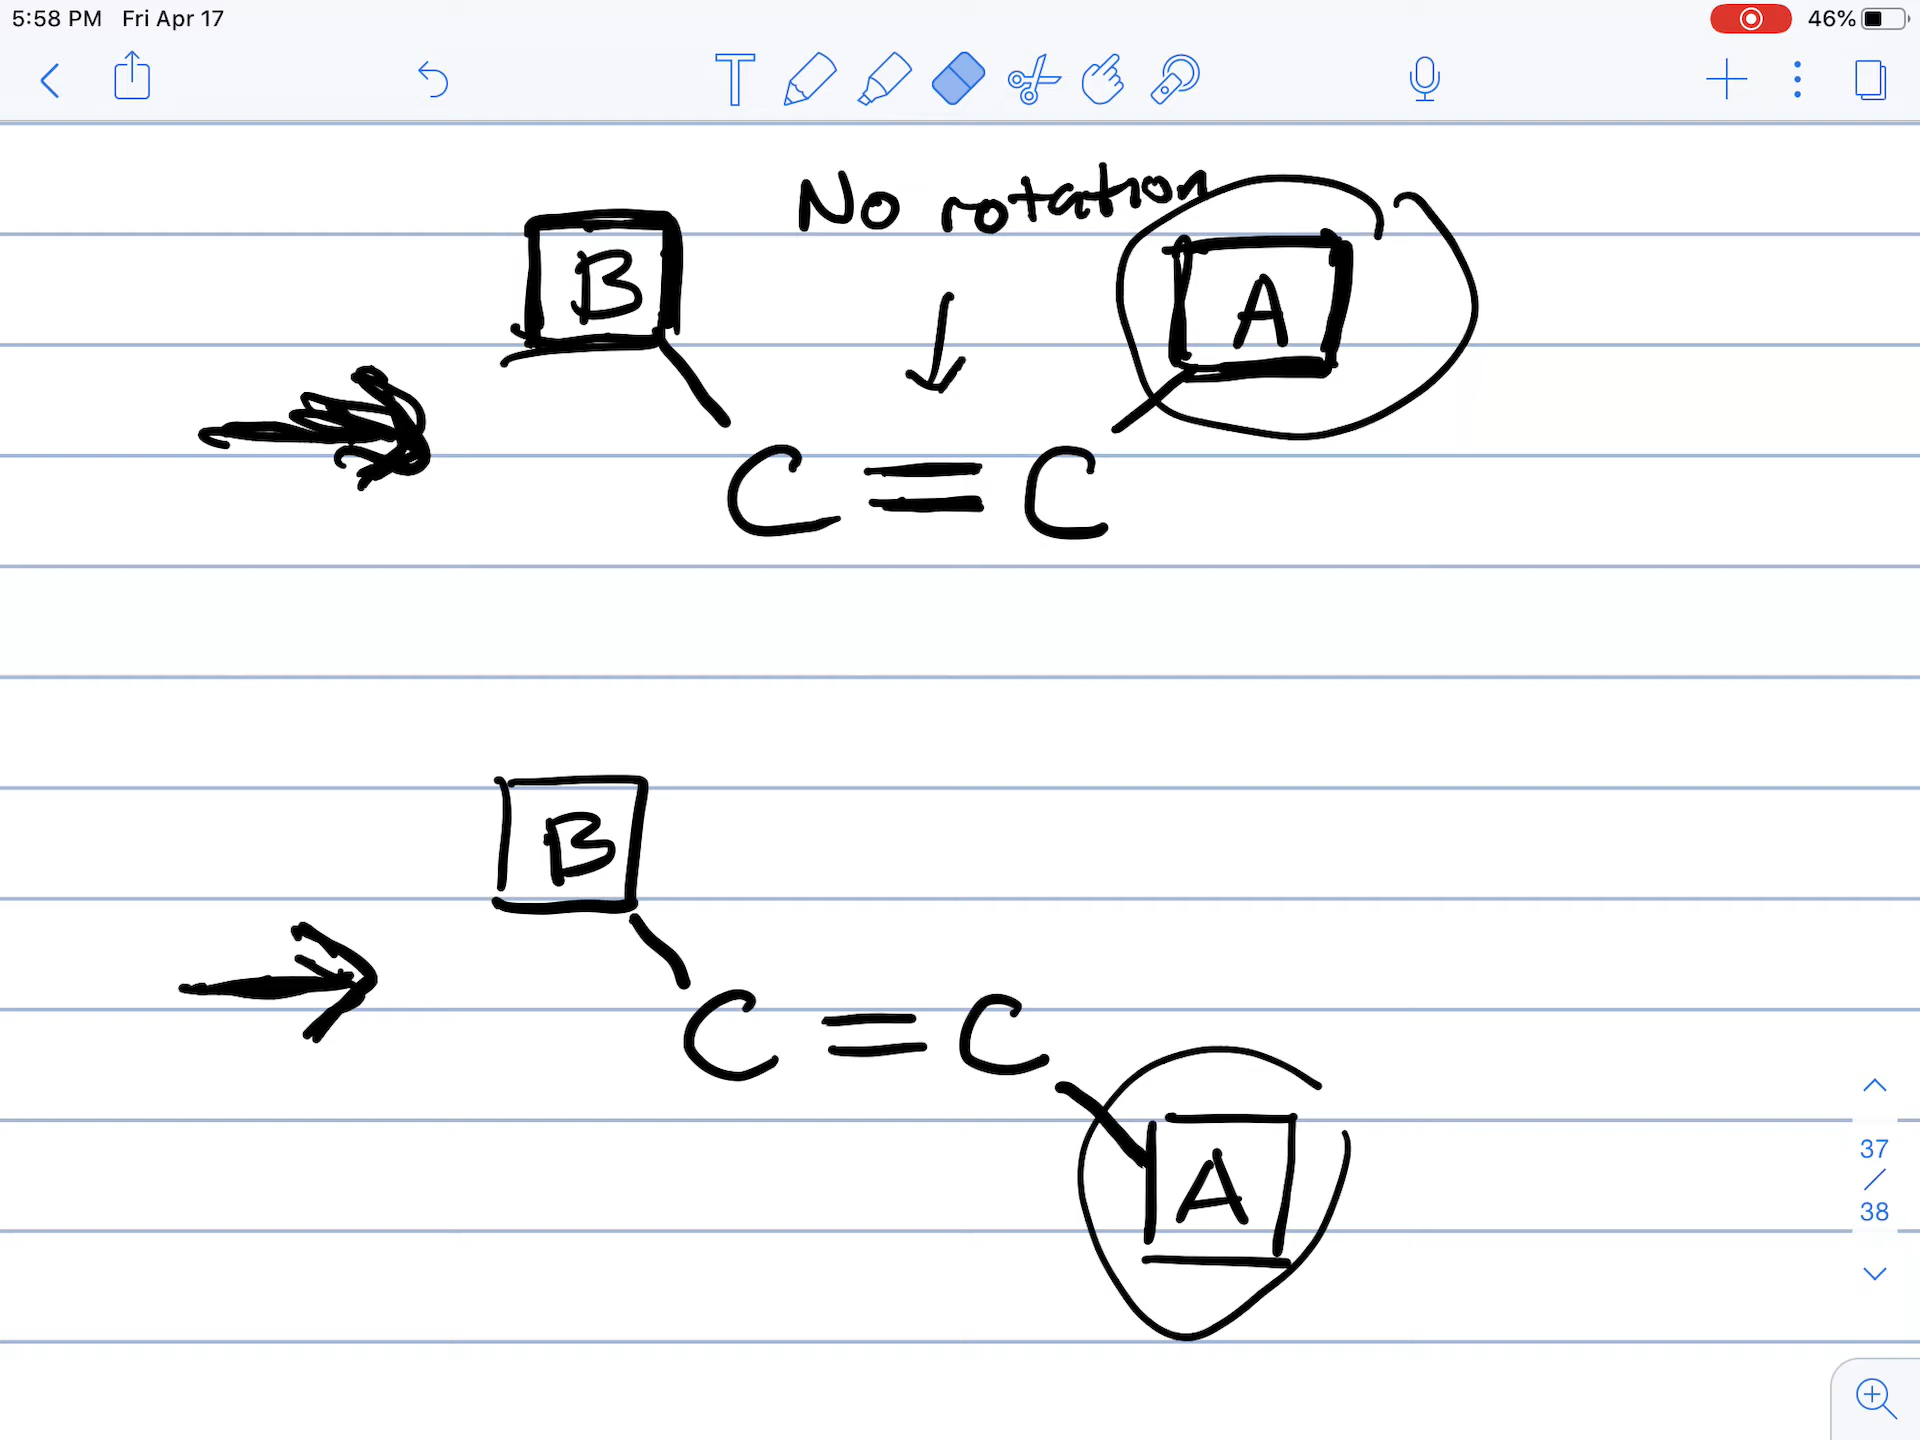 5:58 PM Fri Apr 17
46%
T
No rotation
B
A
C = C
B
C = C
A
37
/
38